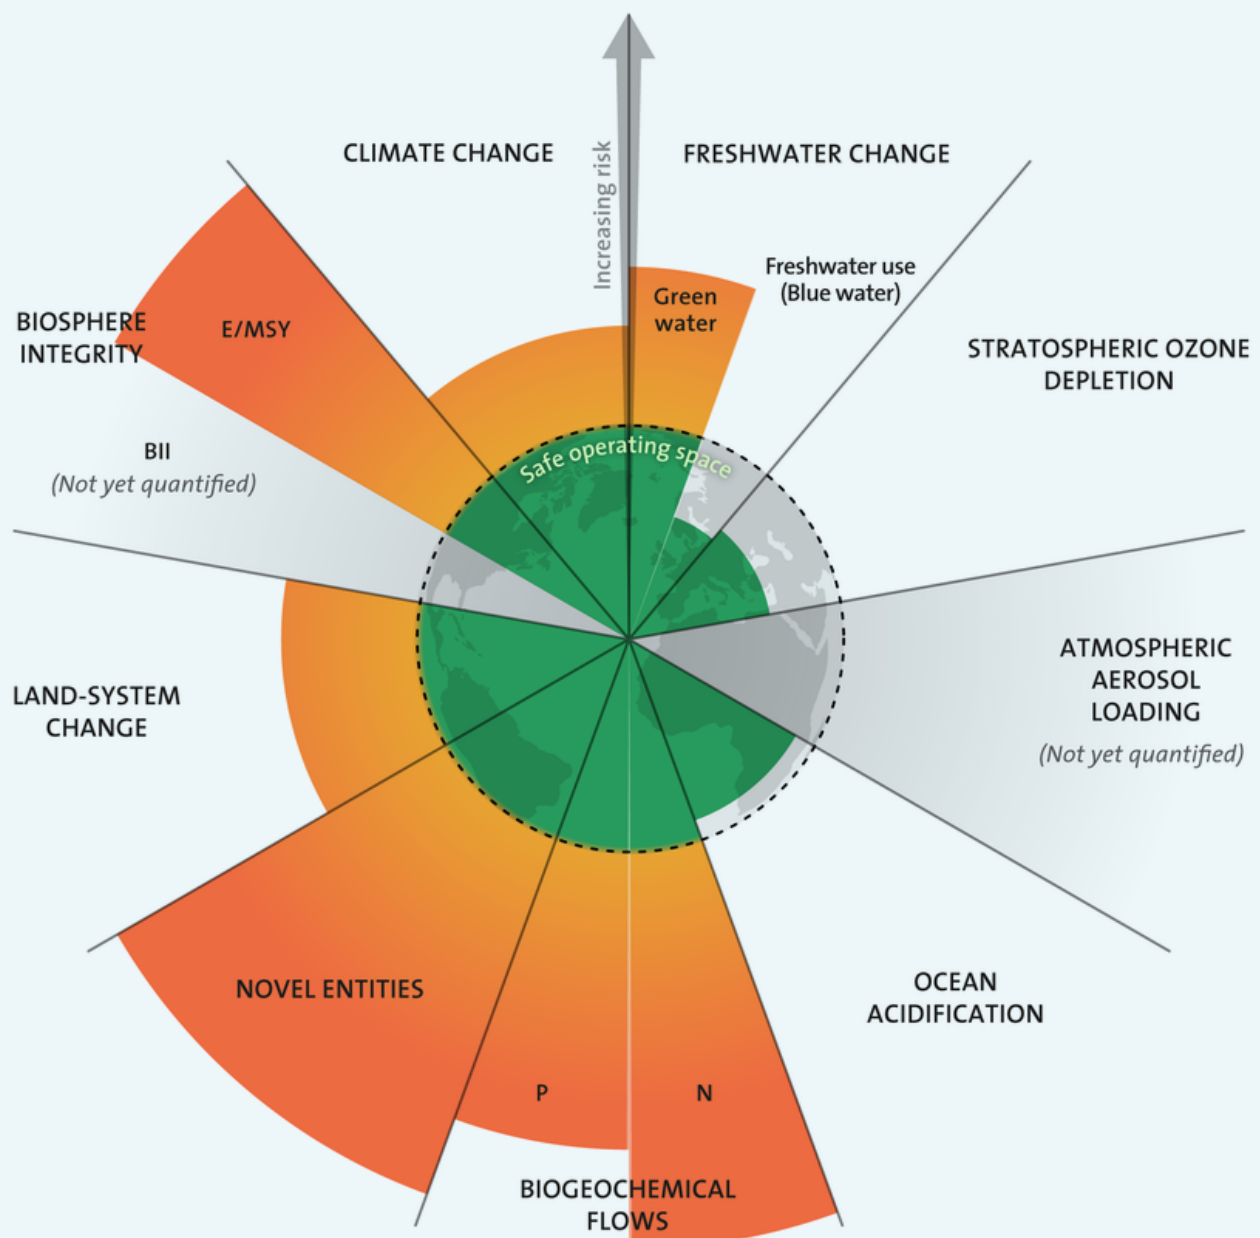 CLIMATE CHANGE
FRESHWATER CHANGE
Increasing risk
Freshwater use
(Blue water)
Green
water
BIOSPHERE
INTEGRITY
E/MSY
STRATOSPHERIC OZONE
DEPLETION
BII
(Not yet quantified)
Safe operating space
LAND-SYSTEM
CHANGE
ATMOSPHERIC
AEROSOL
LOADING
(Not yet quantified)
NOVEL ENTITIES
OCEAN
ACIDIFICATION
P
N
BIOGEOCHEMICAL
FLOWS